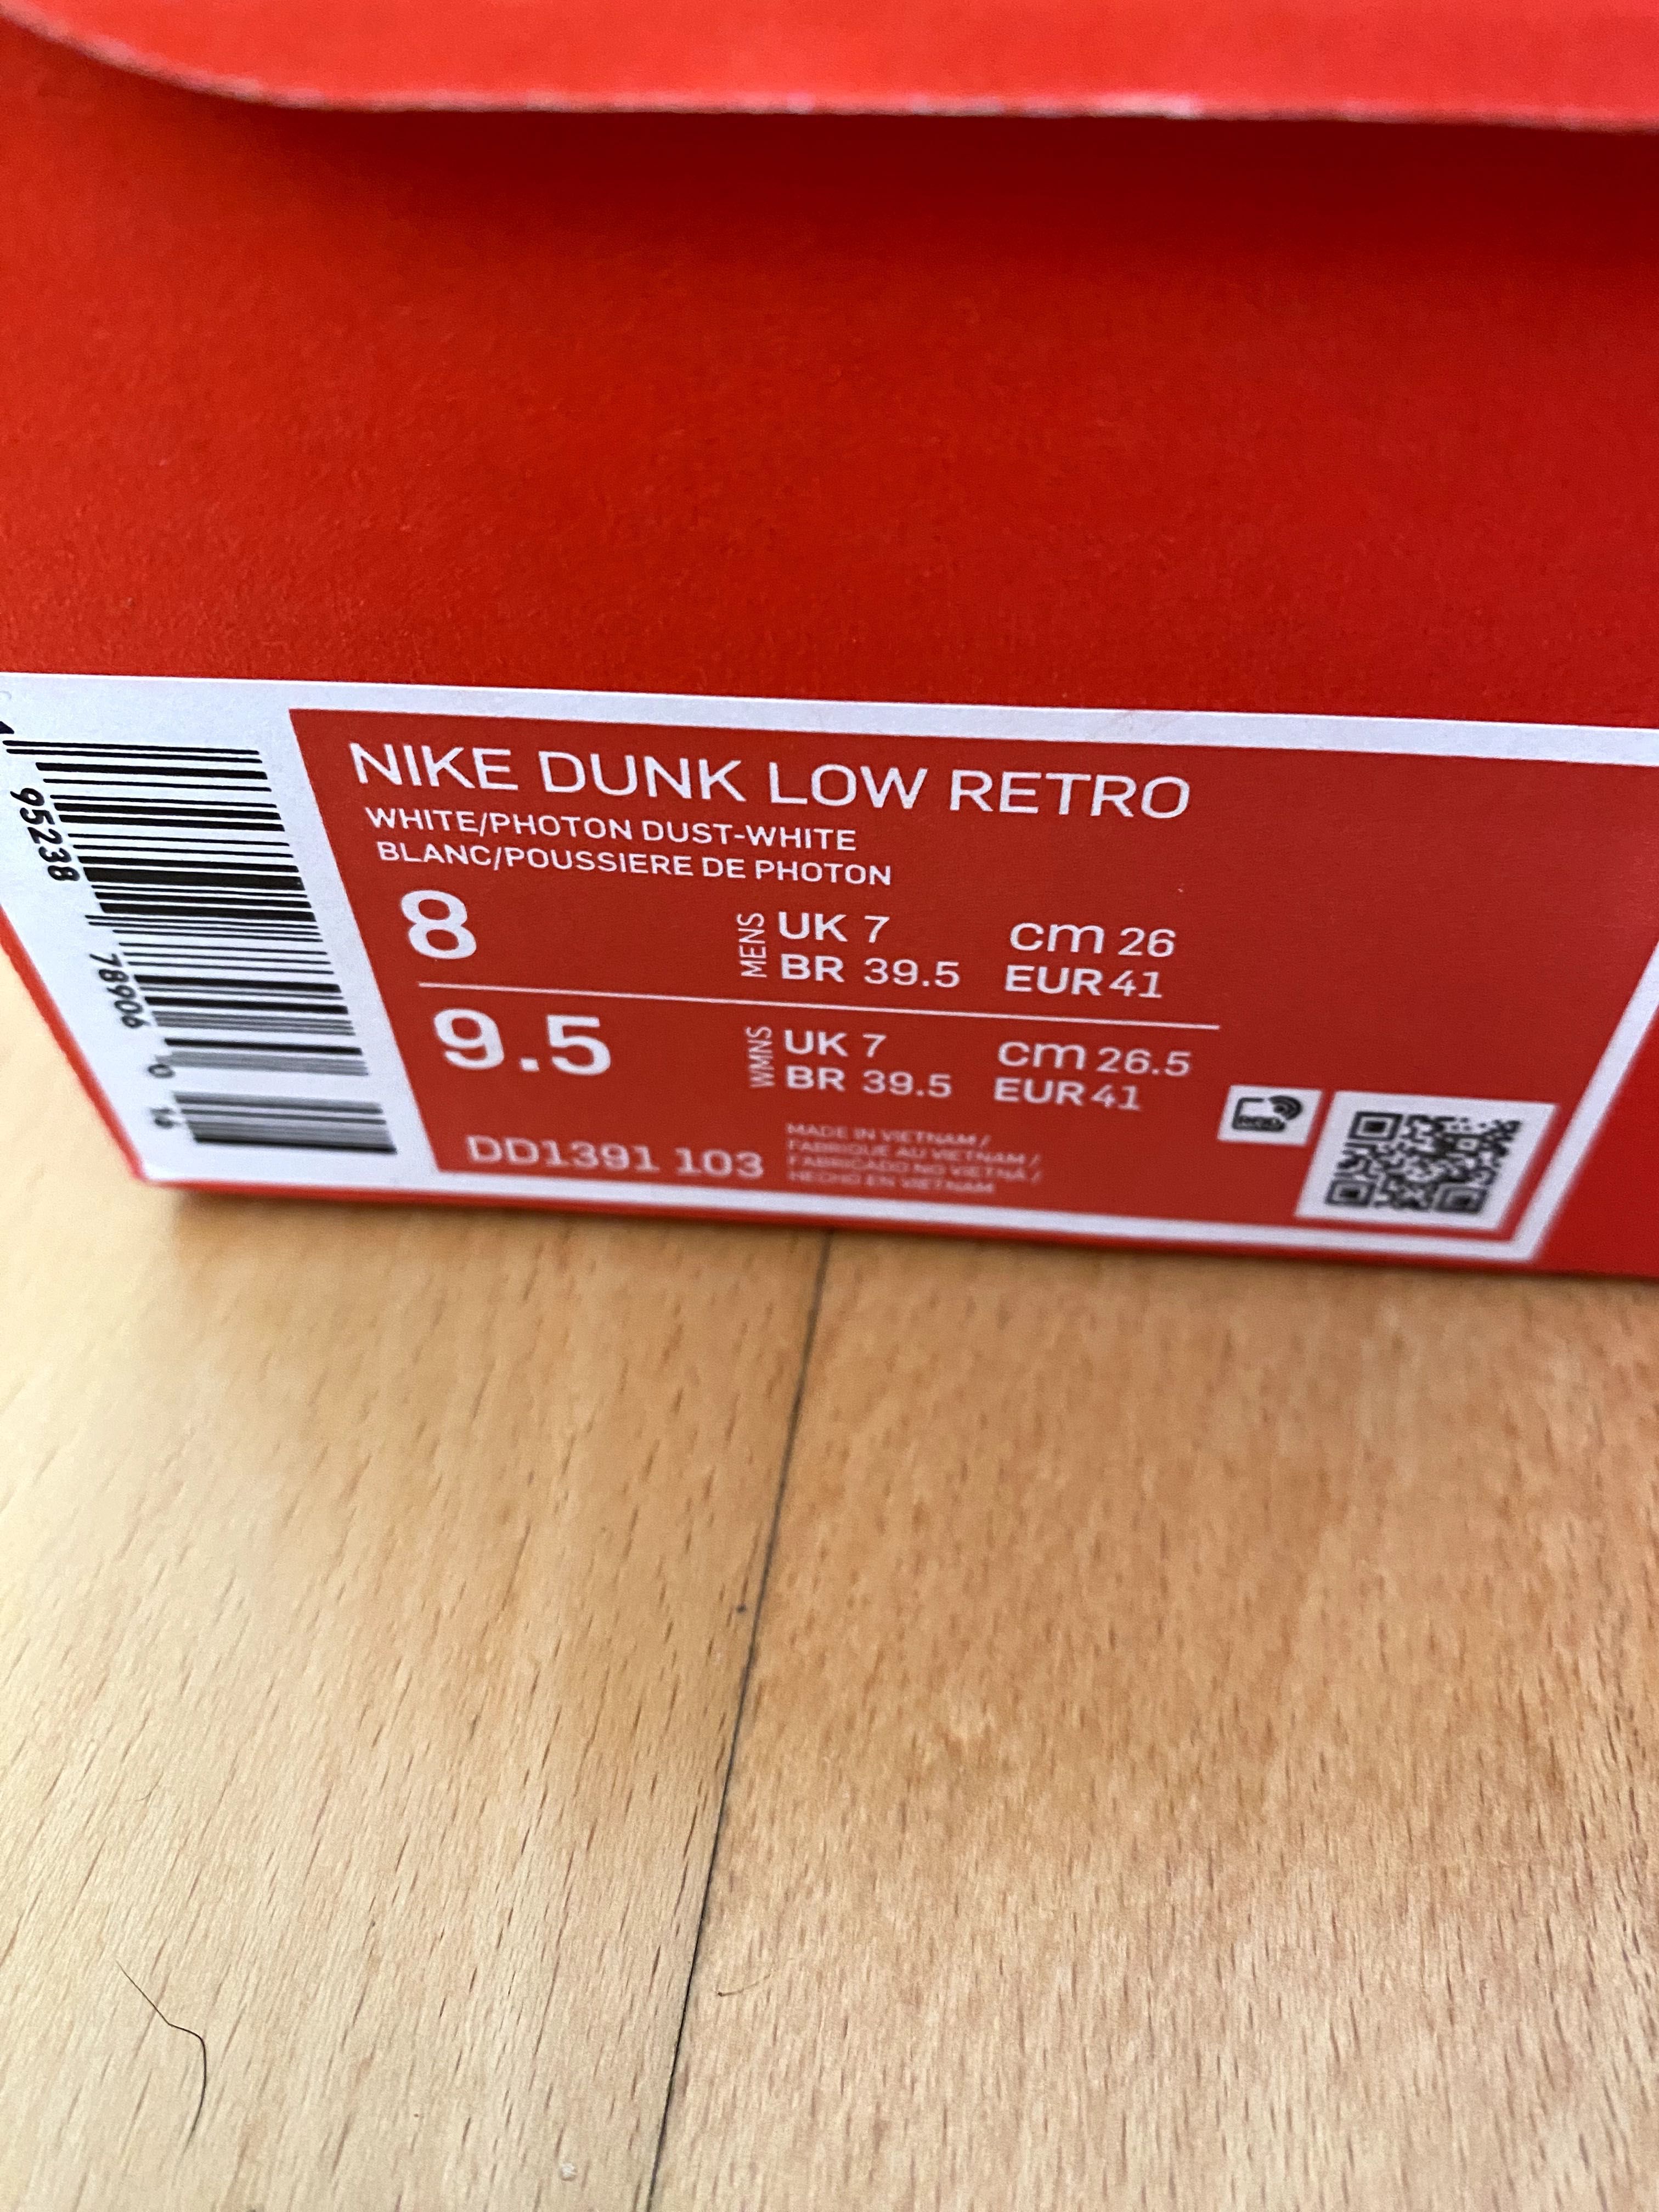 NIKE DUNK LOW RETRO
WHITE/PHOTON DUST-WHITE
BLANC/POUSSIERE DE PHOTON
8
MENS
UK 7 cm 26
BR 39.5 EUR 41
9.5
WMNS
UK 7 cm 26.5
BR 39.5 EUR 41
DD1391 103
MADE IN VIETNAM /
FABRIQUE AU VIETNAM /
FABRICADO NO VIETNÃ /
HECHO EN VIETNAM
95238 78906 0